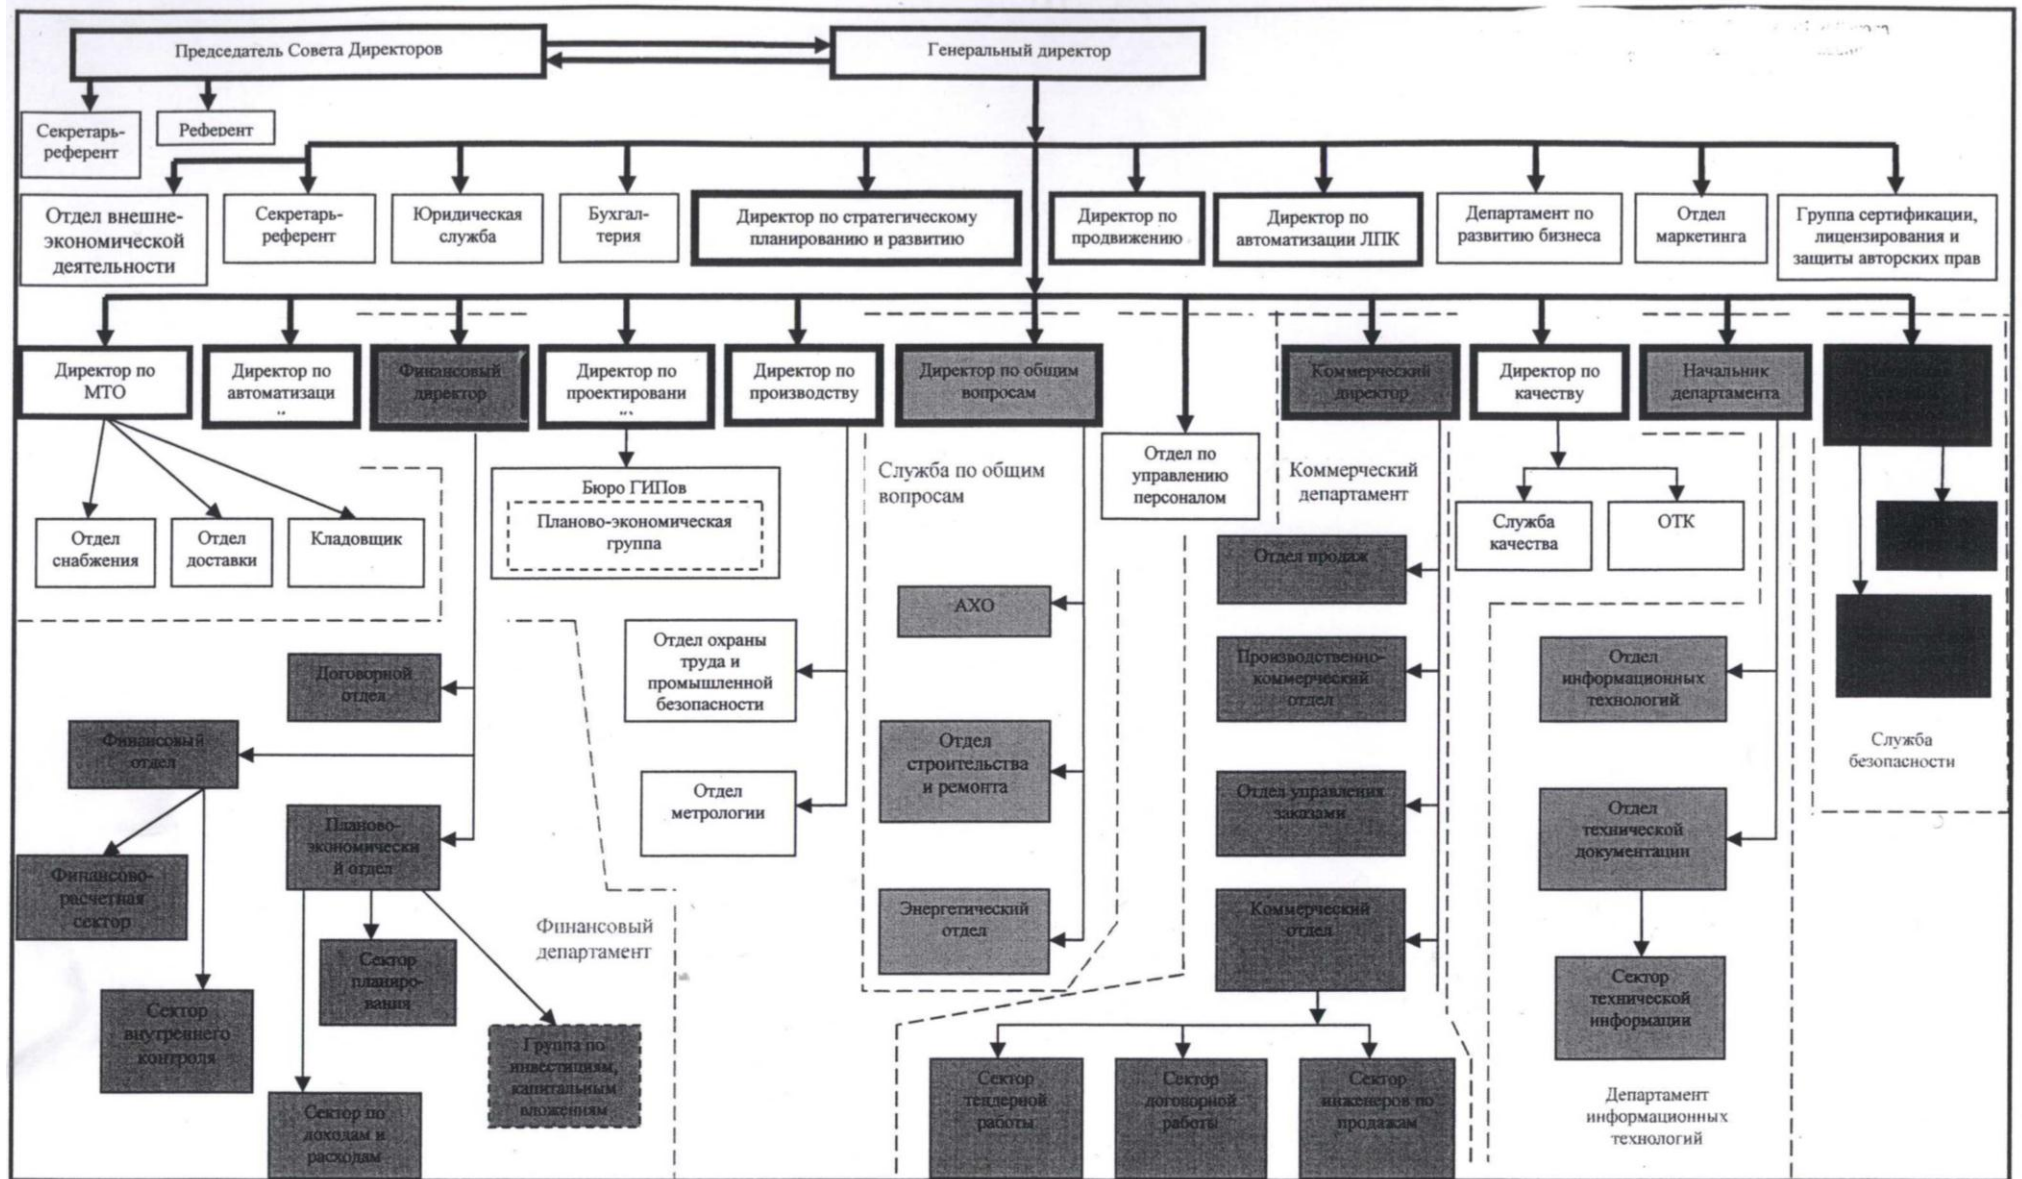 Председатель Совета Директоров
Генеральный директор
Секретарь-
референт
Референт
Отдел внешне-
экономической
деятельности
Секретарь-
референт
Юридическая
служба
Бухгал-
терия
Директор по стратегическому
планированию и развитию
Директор по
продвижению
Директор по
автоматизации ЛПК
Департамент по
развитию бизнеса
Отдел
маркетинга
Группа сертификации,
лицензирования и
защиты авторских прав
Директор по
МТО
Директор по
автоматизаци
Финансовый
директор
Директор по
проектировани
Директор по
производству
Директор по общим
вопросам
Коммерческий
директор
Директор по
качеству
Начальник
департамента
Отдел
снабжения
Отдел
доставки
Кладовщик
Бюро ГИПов
Планово-экономическая
группа
Служба по общим
вопросам
Отдел по
управлению
персоналом
Коммерческий
департамент
Служба
качества
ОТК
Отдел продаж
АХО
Договорной
отдел
Отдел охраны
труда и
промышленной
безопасности
Производственно-
коммерческий
отдел
Отдел
информационных
технологий
Финансовый
отдел
Отдел
строительства
и ремонта
Служба
безопасности
Отдел
метрологии
Отдел управления
заказами
Отдел
технической
документации
Планово-
экономически
й отдел
Финансово-
расчетная
сектор
Финансовый
департамент
Энергетический
отдел
Коммерческий
отдел
Сектор
планиро-
вания
Сектор
технической
информации
Сектор
внутреннего
контроля
Группа по
инвестициям,
капитальным
вложениям
Сектор по
доходам и
расходам
Сектор
тендерной
работы
Сектор
договорной
работы
Сектор
инженеров по
продажам
Департамент
информационных
технологий